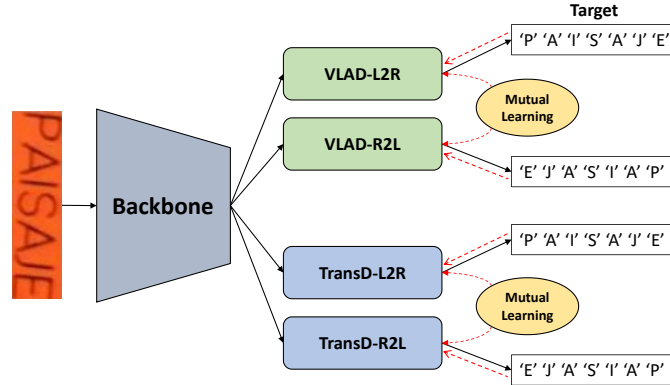 Target
'P' 'A' 'I' 'S' 'A' 'J' 'E'
VLAD-L2R
Mutual
Learning
VLAD-R2L
'E' 'J' 'A' 'S' 'I' 'A' 'P'
PAISAJE
Backbone
'P' 'A' 'I' 'S' 'A' 'J' 'E'
TransD-L2R
Mutual
Learning
TransD-R2L
'E' 'J' 'A' 'S' 'I' 'A' 'P'